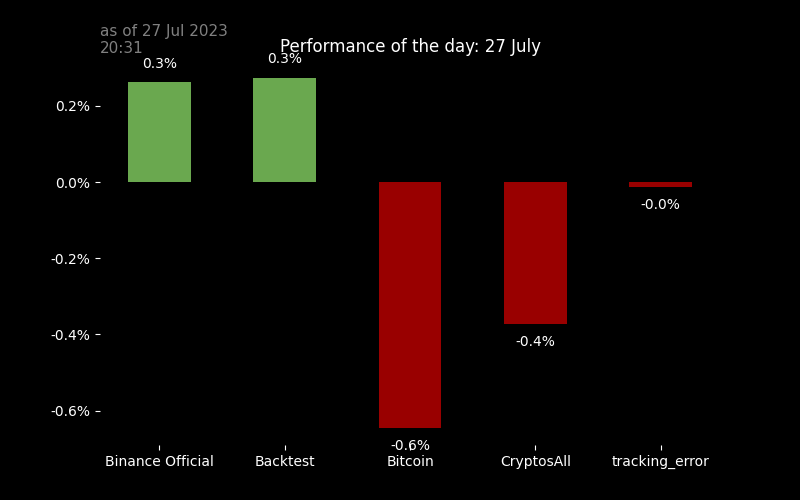 as of 27 Jul 2023
20:31
Performance of the day: 27 July
0.3%
0.3%
0.2%
0.0%
-0.0%
-0.2%
-0.4%
-0.4%
-0.6%
-0.6%
Binance Official
Backtest
Bitcoin
CryptosAll
tracking_error